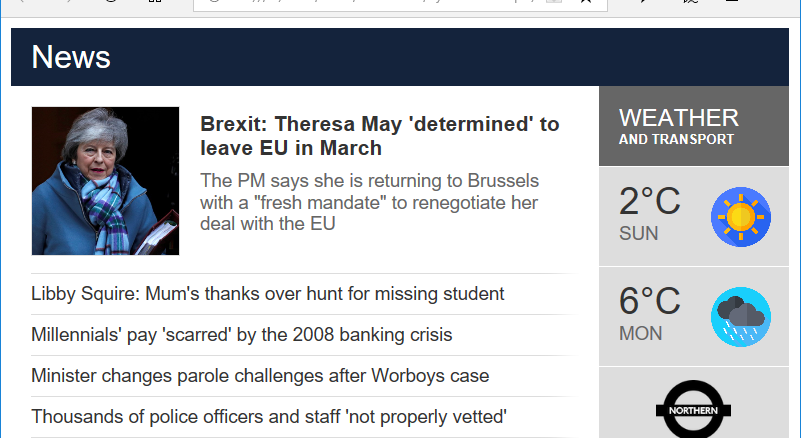 News
Brexit: Theresa May 'determined' to
leave EU in March
The PM says she is returning to Brussels
with a "fresh mandate" to renegotiate her
deal with the EU
Libby Squire: Mum's thanks over hunt for missing student
Millennials' pay 'scarred' by the 2008 banking crisis
Minister changes parole challenges after Worboys case
Thousands of police officers and staff 'not properly vetted'
WEATHER
AND TRANSPORT
2°C
SUN
6°C
MON
NORTHERN